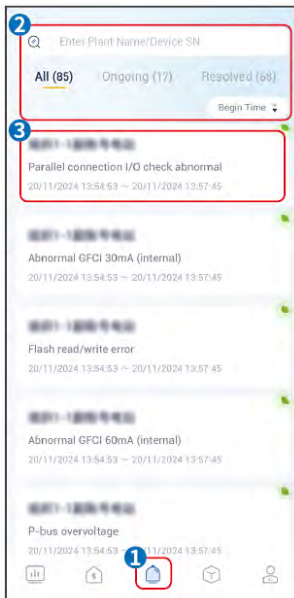 2
Enter Plant Name/Device SN
All (85) Ongoing (17) Resolved (68)
Begin Time
3
Parallel connection I/O check abnormal
20/11/2024 13:54:53 ~ 20/11/2024 13:57:45
Abnormal GFCI 30mA (internal)
20/11/2024 13:54:53 ~ 20/11/2024 13:57:45
Flash read/write error
20/11/2024 13:54:53 ~ 20/11/2024 13:57:45
Abnormal GFCI 60mA (internal)
20/11/2024 13:54:53 ~ 20/11/2024 13:57:45
P-bus overvoltage
20/11/2024 13:54:53 ~ 20/11/2024 13:57:45
1